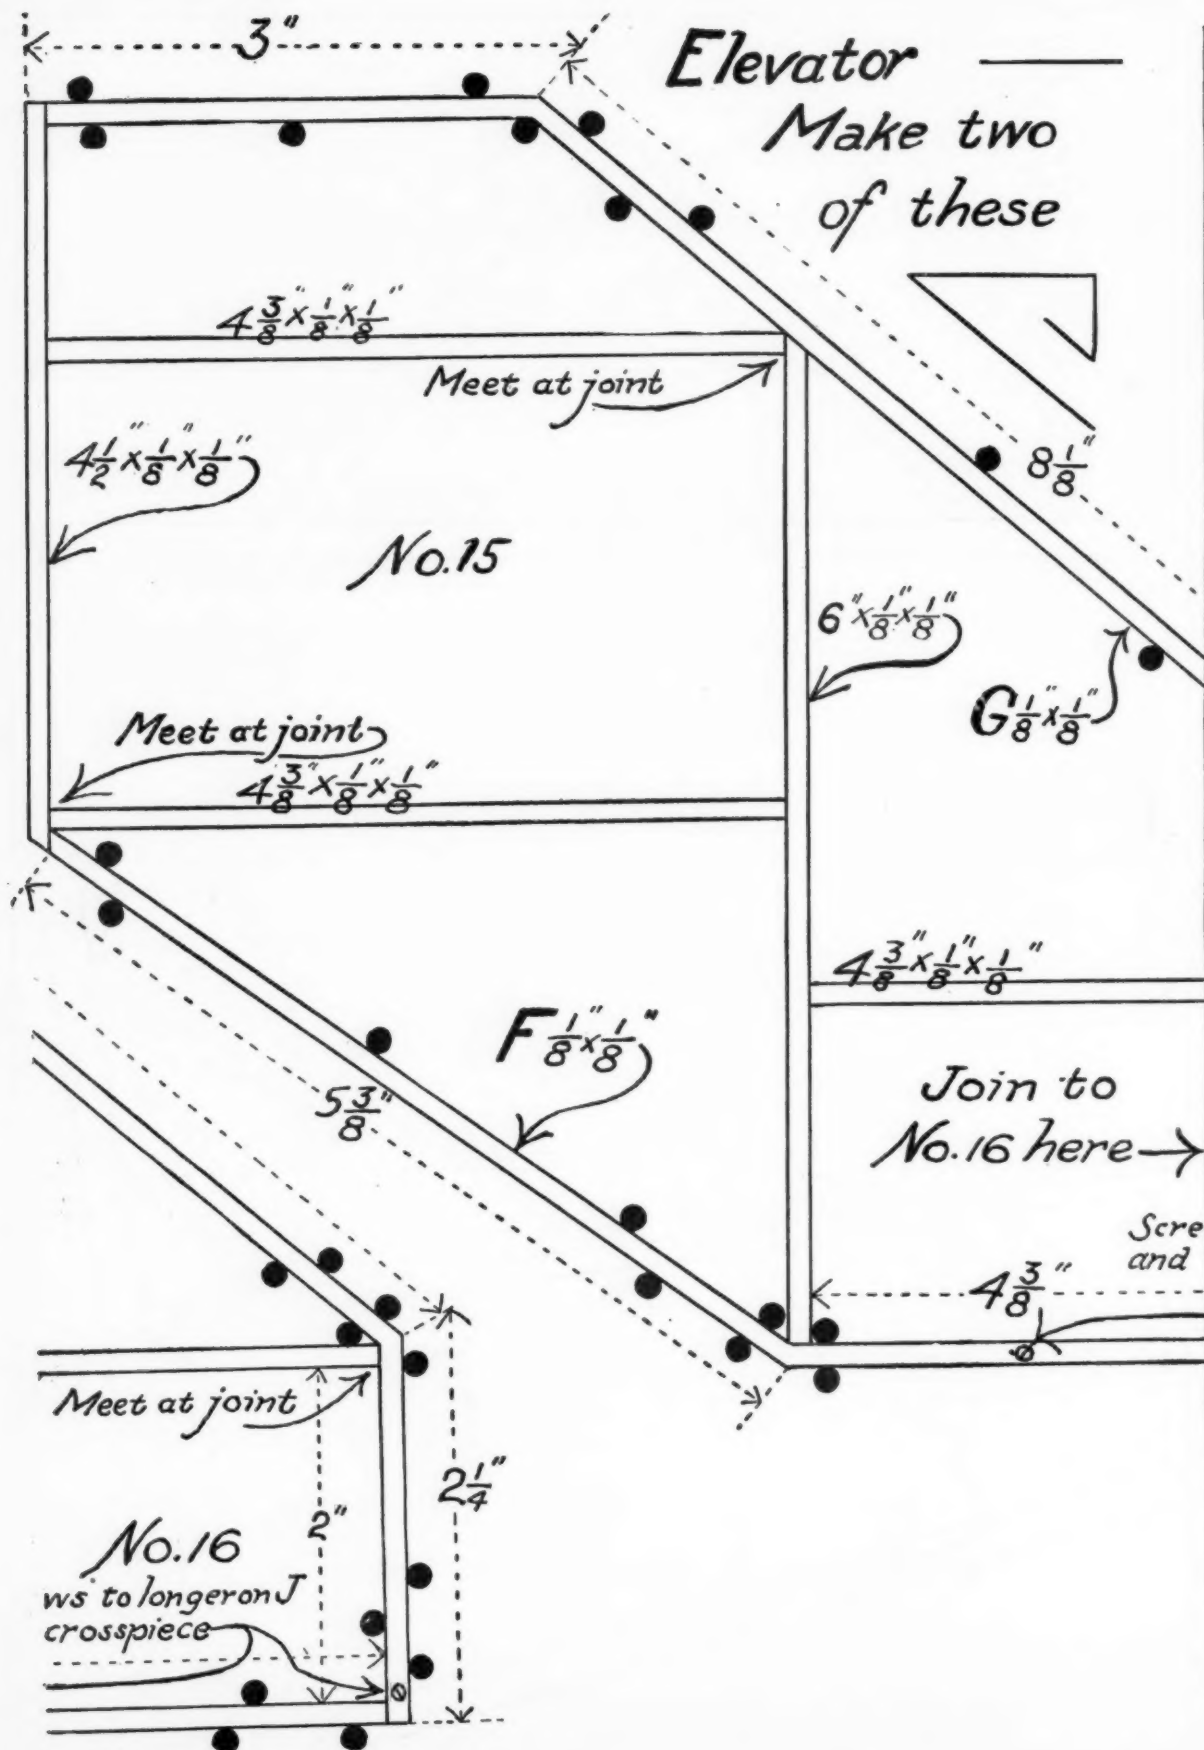 3"
Elevator
Make two
of these
4 3/8" x 1/8" x 1/8"
Meet at joint
4 1/2" x 1/8" x 1/8"
8 1/8"
No. 15
6" x 1/8" x 1/8"
G 1/8" x 1/8"
Meet at joint
4 3/8" x 1/8" x 1/8"
4 3/8" x 1/8" x 1/8"
F 1/8" x 1/8"
5 3/8"
Join to
No. 16 here
Scre
and
4 3/8"
Meet at joint
2 1/4"
2"
No. 16
ws to longeron J
crosspiece